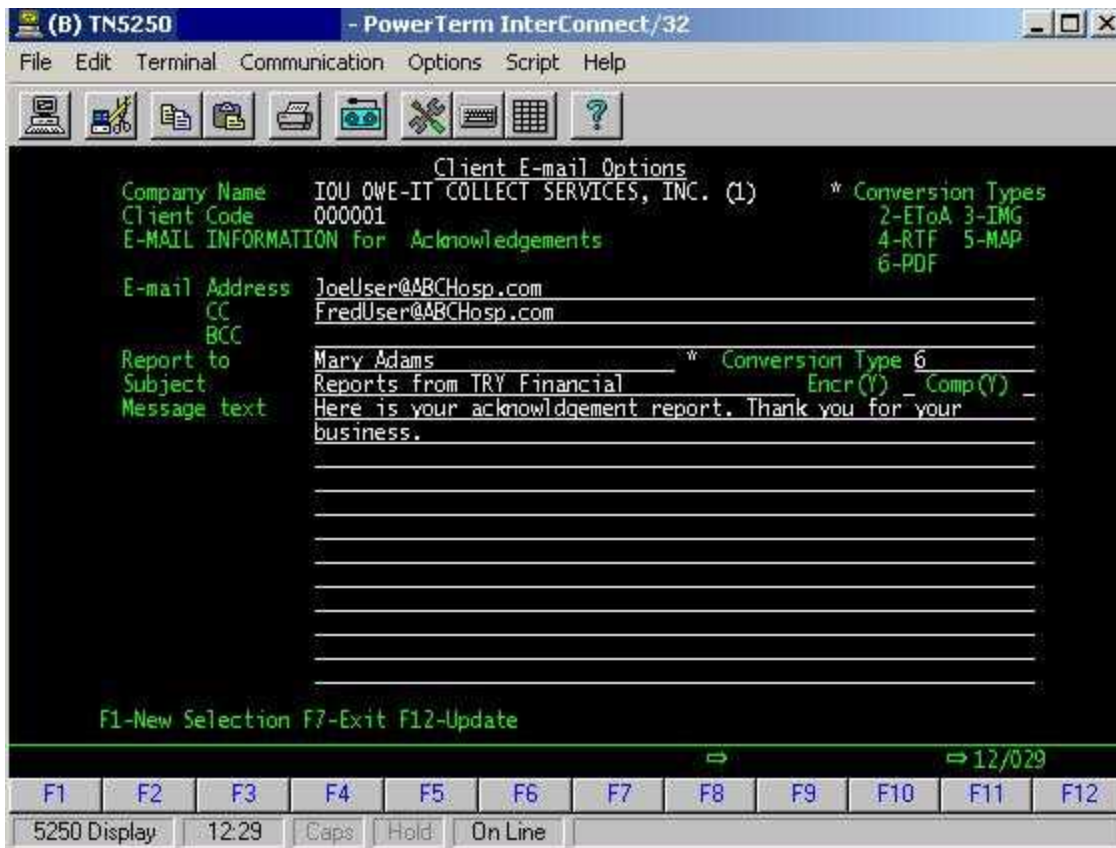 (B) TN5250 - PowerTerm InterConnect/32
File Edit Terminal Communication Options Script Help
Client E-mail Options
Company Name IOU OWE-IT COLLECT SERVICES, INC. (1) * Conversion Types
Client Code 000001 2-EToA 3-IMG
E-MAIL INFORMATION For Acknowledgements 4-RTF 5-MAP
6-PDF
E-mail Address JoeUser@ABCHosp.com
CC FredUser@ABCHosp.com
BCC
Report to Mary Adams * Conversion Type 6
Subject Reports from TRY Financial Encr(Y) _ Comp(Y) _
Message text Here is your acknowldgement report. Thank you for your
business.
F1-New Selection F7-Exit F12-Update
⇨ ⇨ 12/029
F1 F2 F3 F4 F5 F6 F7 F8 F9 F10 F11 F12
5250 Display 12:29 Caps Hold On Line